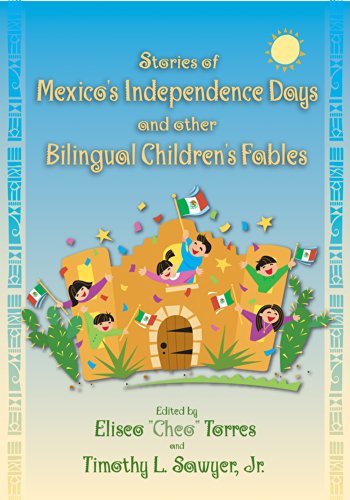 Stories of
Mexico's Independence Days
and other
Bilingual Children's Fables
Edited by
Eliseo "Cheo" Torres
and
Timothy L. Sawyer, Jr.